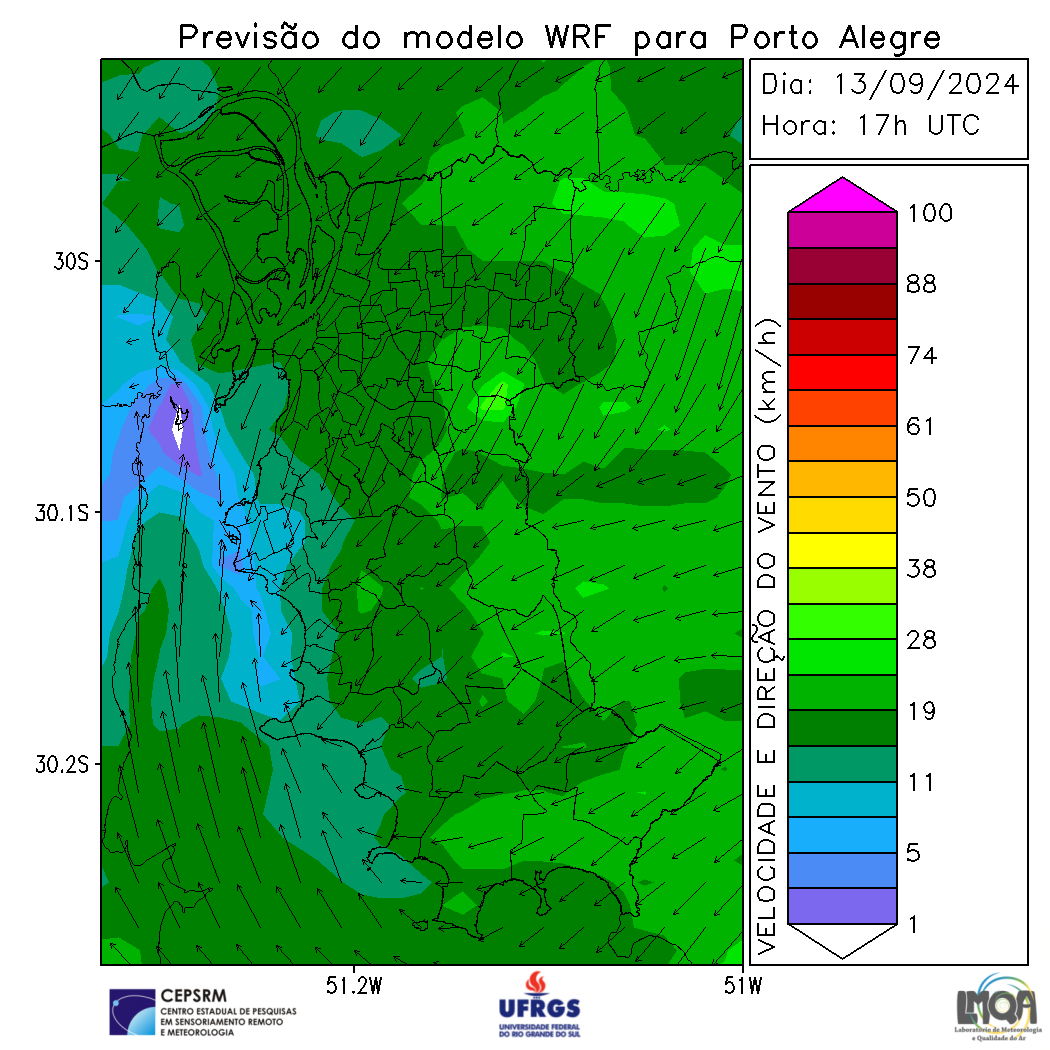 Previsão do modelo WRF para Porto Alegre
Dia: 13/09/2024
Hora: 17h UTC
30S
30.1S
30.2S
51.2W
51W
VELOCIDADE E DIREÇÃO DO VENTO (km/h)
100
88
74
61
50
38
28
19
11
5
1
CEPSRM
CENTRO ESTADUAL DE PESQUISAS
EM SENSORIAMENTO REMOTO
E METEOROLOGIA
UFRGS
UNIVERSIDADE FEDERAL
DO RIO GRANDE DO SUL
LMQA
Laboratório de Meteorologia
e Qualidade do Ar